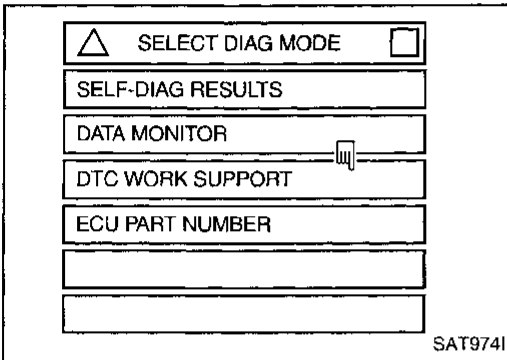 SELECT DIAG MODE
SELF-DIAG RESULTS
DATA MONITOR
DTC WORK SUPPORT
ECU PART NUMBER
SAT974I